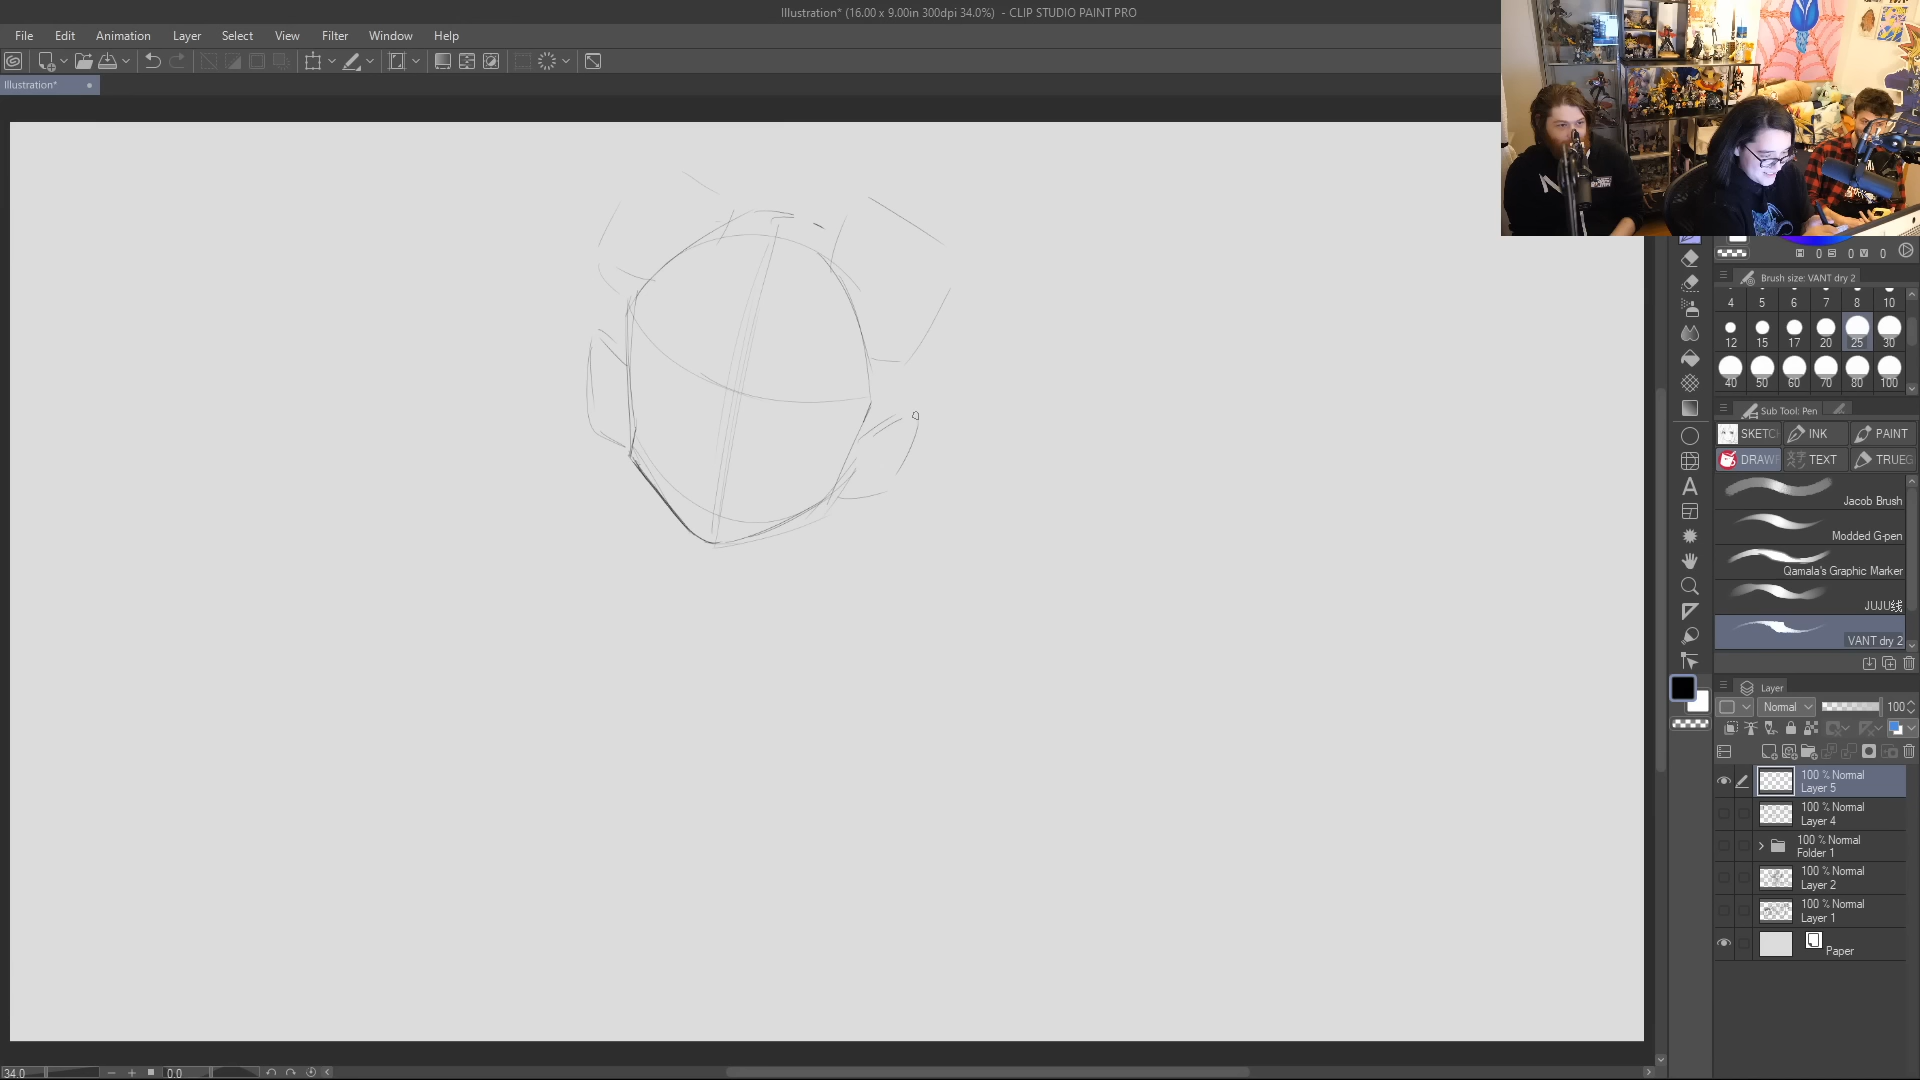 Illustration* (16.00 x 9.00in 300dpi 34.0%) - CLIP STUDIO PAINT PRO
File Edit Animation Layer Select View Filter Window Help
Illustration*
0 0 0
Brush size: VANT dry 2
4 5 6 7 8 10
12 15 17 20 25 30
40 50 60 70 80 100
Sub Tool: Pen
SKETC INK PAINT
DRAW TEXT TRUEG
Jacob Brush
Modded G-pen
Qamala's Graphic Marker
JUJU线
VANT dry 2
Layer
Normal 100
100 % Normal
Layer 5
100 % Normal
Layer 4
100 % Normal
Folder 1
100 % Normal
Layer 2
100 % Normal
Layer 1
Paper
34.0 0.0